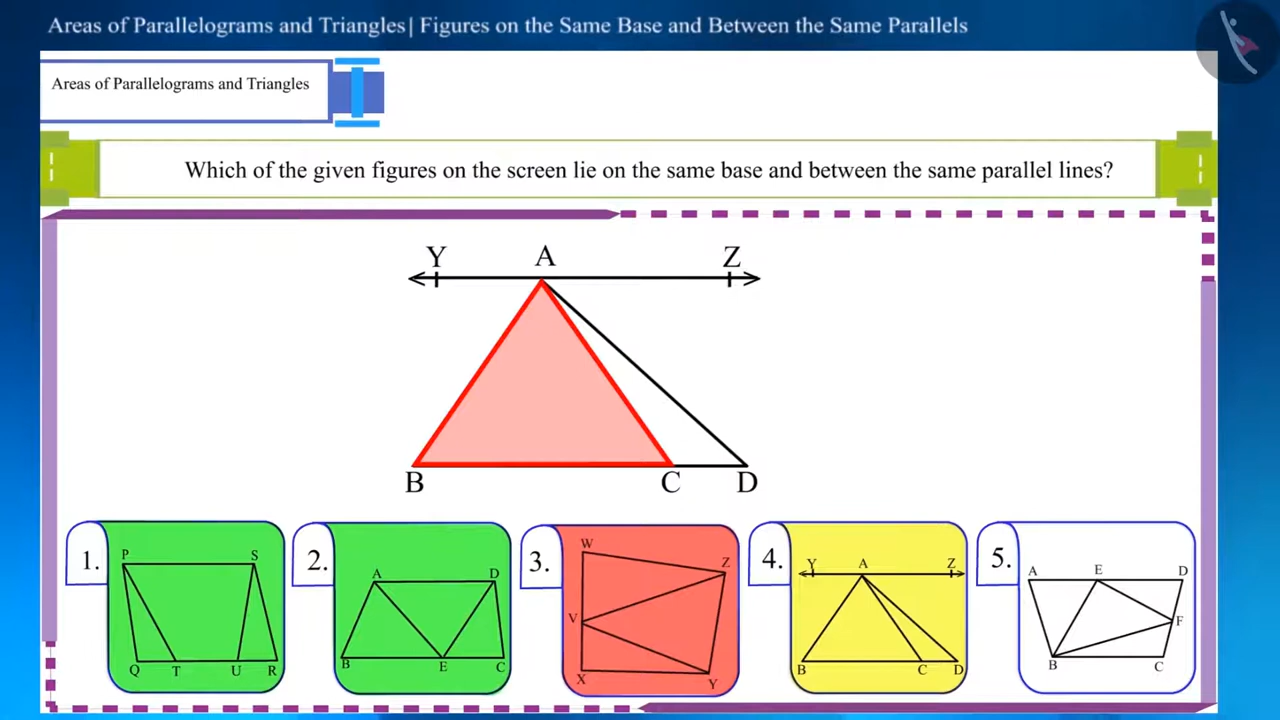 Areas of Parallelograms and Triangles| Figures on the Same Base and Between the Same Parallels
Areas of Parallelograms and Triangles
Which of the given figures on the screen lie on the same base and between the same parallel lines?
Y A Z
B C D
1.
P S
Q T U R
2.
A D
B E C
3.
W
Z
V
X Y
4.
Y A Z
B C D
5.
A E D
F
B C